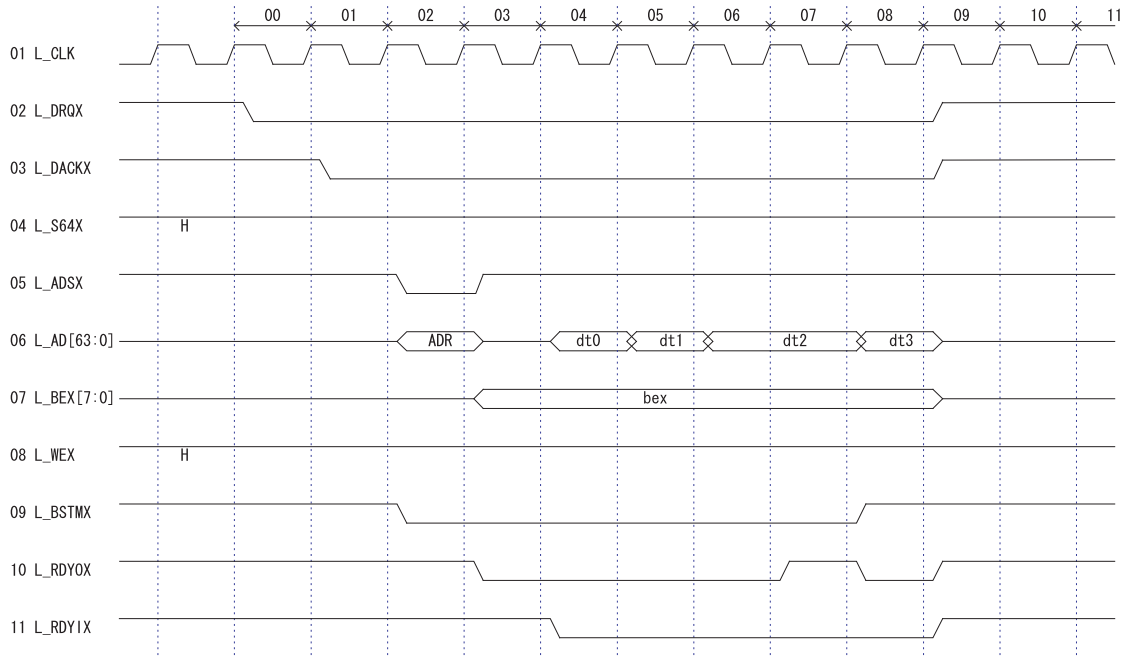 00 01 02 03 04 05 06 07 08 09 10 11
01 L_CLK
02 L_DRQX
03 L_DACKX
04 L_S64X H
05 L_ADSX
06 L_AD[63:0] ADR dt0 dt1 dt2 dt3
07 L_BEX[7:0] bex
08 L_WEX H
09 L_BSTMX
10 L_RDYOX
11 L_RDYIX